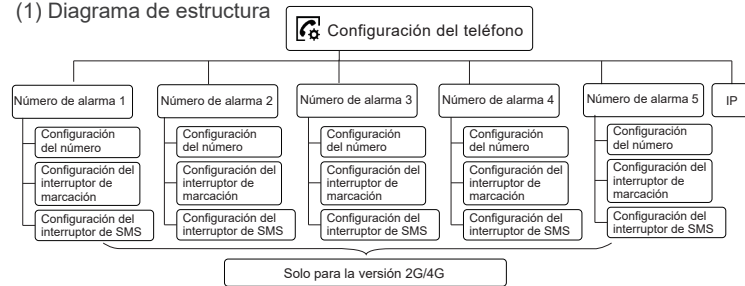 (1) Diagrama de estructura
Configuración del teléfono
Número de alarma 1
Número de alarma 2
Número de alarma 3
Número de alarma 4
Número de alarma 5
IP
Configuración
del número
Configuración del
interruptor de
marcación
Configuración del
interruptor de SMS
Configuración
del número
Configuración del
interruptor de
marcación
Configuración del
interruptor de SMS
Configuración
del número
Configuración del
interruptor de
marcación
Configuración del
interruptor de SMS
Configuración
del número
Configuración del
interruptor de
marcación
Configuración del
interruptor de SMS
Configuración
del número
Configuración del
interruptor de
marcación
Configuración del
interruptor de SMS
Solo para la versión 2G/4G